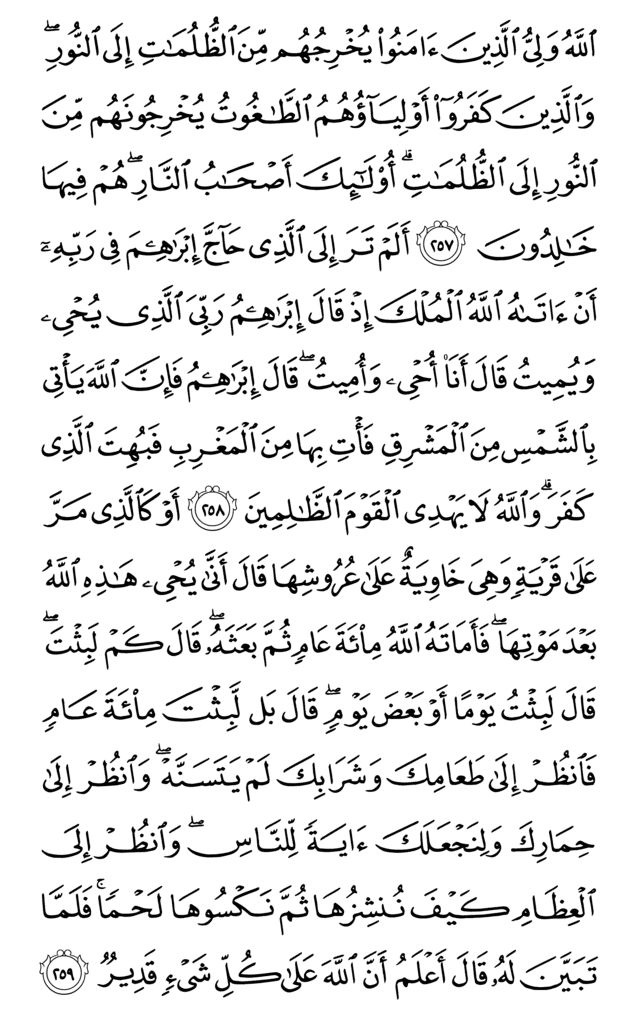 ٱللَّهُ وَلِيُّ ٱلَّذِينَ ءَامَنُوا۟ يُخْرِجُهُم مِّنَ ٱلظُّلُمَٰتِ إِلَى ٱلنُّورِ ۖ
وَٱلَّذِينَ كَفَرُوٓا۟ أَوْلِيَآؤُهُمُ ٱلطَّٰغُوتُ يُخْرِجُونَهُم مِّنَ
ٱلنُّورِ إِلَى ٱلظُّلُمَٰتِ ۗ أُو۟لَٰٓئِكَ أَصْحَٰبُ ٱلنَّارِ ۖ هُمْ فِيهَا
خَٰلِدُونَ ٢٥٧ أَلَمْ تَرَ إِلَى ٱلَّذِى حَآجَّ إِبْرَٰهِۦمَ فِى رَبِّهِۦٓ
أَنْ ءَاتَىٰهُ ٱللَّهُ ٱلْمُلْكَ إِذْ قَالَ إِبْرَٰهِۦمُ رَبِّىَ ٱلَّذِى يُحْىِۦ
وَيُمِيتُ قَالَ أَنَا۠ أُحْىِۦ وَأُمِيتُ ۖ قَالَ إِبْرَٰهِۦمُ فَإِنَّ ٱللَّهَ يَأْتِى
بِٱلشَّمْسِ مِنَ ٱلْمَشْرِقِ فَأْتِ بِهَا مِنَ ٱلْمَغْرِبِ فَبُهِتَ ٱلَّذِى
كَفَرَ ۗ وَٱللَّهُ لَا يَهْدِى ٱلْقَوْمَ ٱلظَّٰلِمِينَ ٢٥٨ أَوْ كَٱلَّذِى مَرَّ
عَلَىٰ قَرْيَةٍ وَهِىَ خَاوِيَةٌ عَلَىٰ عُرُوشِهَا قَالَ أَنَّىٰ يُحْىِۦ هَٰذِهِ ٱللَّهُ
بَعْدَ مَوْتِهَا ۖ فَأَمَاتَهُ ٱللَّهُ مِا۟ئَةَ عَامٍ ثُمَّ بَعَثَهُۥ ۖ قَالَ كَمْ لَبِثْتَ ۖ
قَالَ لَبِثْتُ يَوْمًا أَوْ بَعْضَ يَوْمٍ ۖ قَالَ بَل لَّبِثْتَ مِا۟ئَةَ عَامٍ
فَٱنظُرْ إِلَىٰ طَعَامِكَ وَشَرَابِكَ لَمْ يَتَسَنَّهْ ۖ وَٱنظُرْ إِلَىٰ
حِمَارِكَ وَلِنَجْعَلَكَ ءَايَةً لِّلنَّاسِ ۖ وَٱنظُرْ إِلَى
ٱلْعِظَامِ كَيْفَ نُنشِزُهَا ثُمَّ نَكْسُوهَا لَحْمًا ۚ فَلَمَّا
تَبَيَّنَ لَهُۥ قَالَ أَعْلَمُ أَنَّ ٱللَّهَ عَلَىٰ كُلِّ شَىْءٍ قَدِيرٌ ٢٥٩